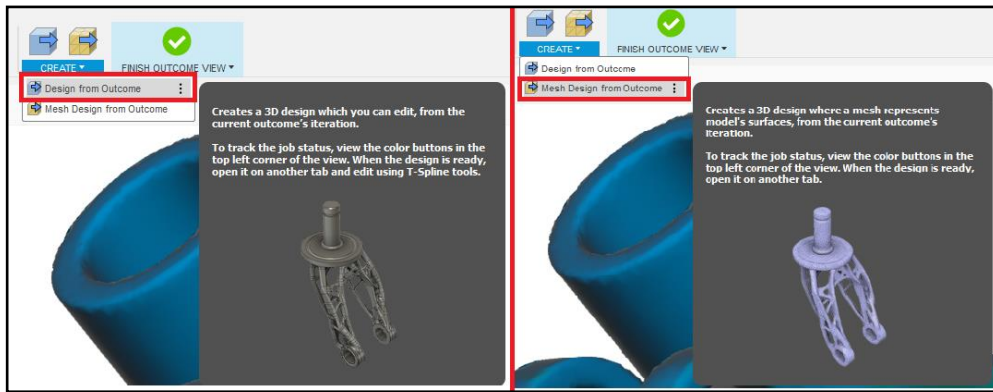 CREATE ▾
FINISH OUTCOME VIEW ▾
Design from Outcome
Mesh Design from Outcome
Creates a 3D design which you can edit, from the
current outcome's iteration.
To track the job status, view the color buttons in the
top left corner of the view. When the design is ready,
open it on another tab and edit using T-Spline tools.
CREATE ▾
FINISH OUTCOME VIEW ▾
Design from Outcome
Mesh Design from Outcome
Creates a 3D design where a mesh represents
model's surfaces, from the current outcome's
iteration.
To track the job status, view the color buttons in the
top left corner of the view. When the design is ready,
open it on another tab.